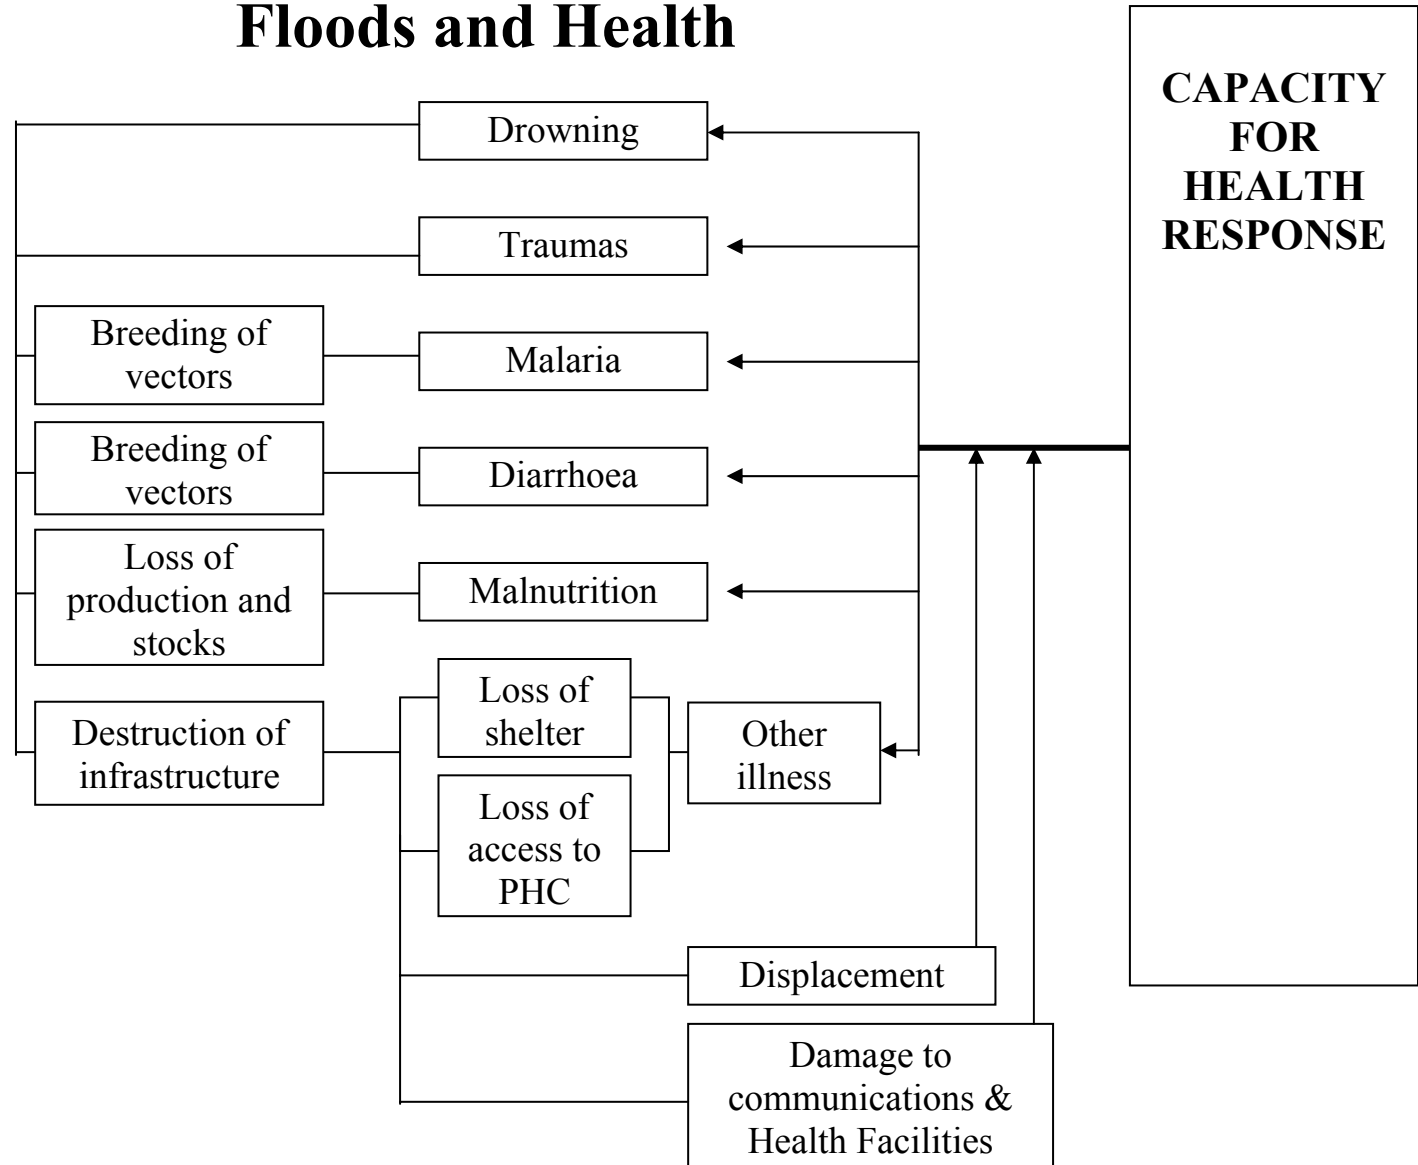 Floods and Health
CAPACITY
FOR
HEALTH
RESPONSE
Drowning
Traumas
Breeding of
vectors
Malaria
Breeding of
vectors
Diarrhoea
Loss of
production and
stocks
Malnutrition
Destruction of
infrastructure
Loss of
shelter
Loss of
access to
PHC
Other
illness
Displacement
Damage to
communications &
Health Facilities